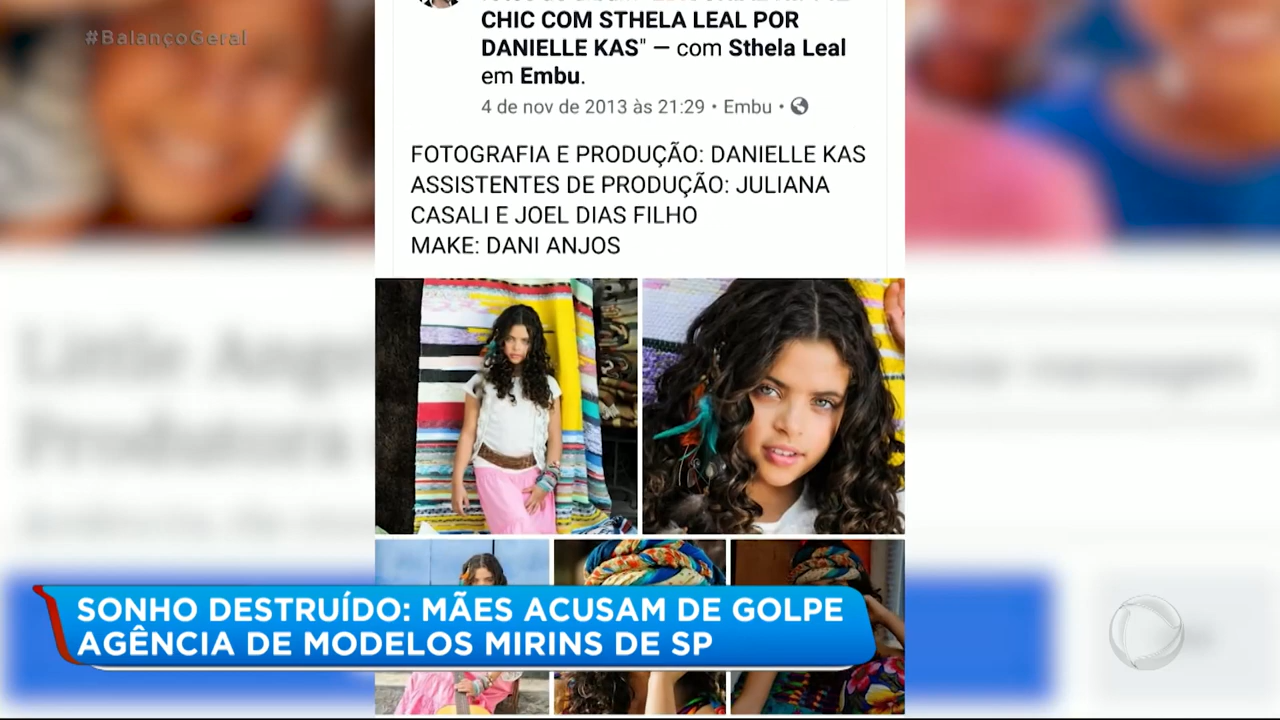 #BalançoGeral
CHIC COM STHELA LEAL POR
DANIELLE KAS" — com Sthela Leal
em Embu.
4 de nov de 2013 às 21:29 • Embu •
FOTOGRAFIA E PRODUÇÃO: DANIELLE KAS
ASSISTENTES DE PRODUÇÃO: JULIANA
CASALI E JOEL DIAS FILHO
MAKE: DANI ANJOS
SONHO DESTRUÍDO: MÃES ACUSAM DE GOLPE
AGÊNCIA DE MODELOS MIRINS DE SP